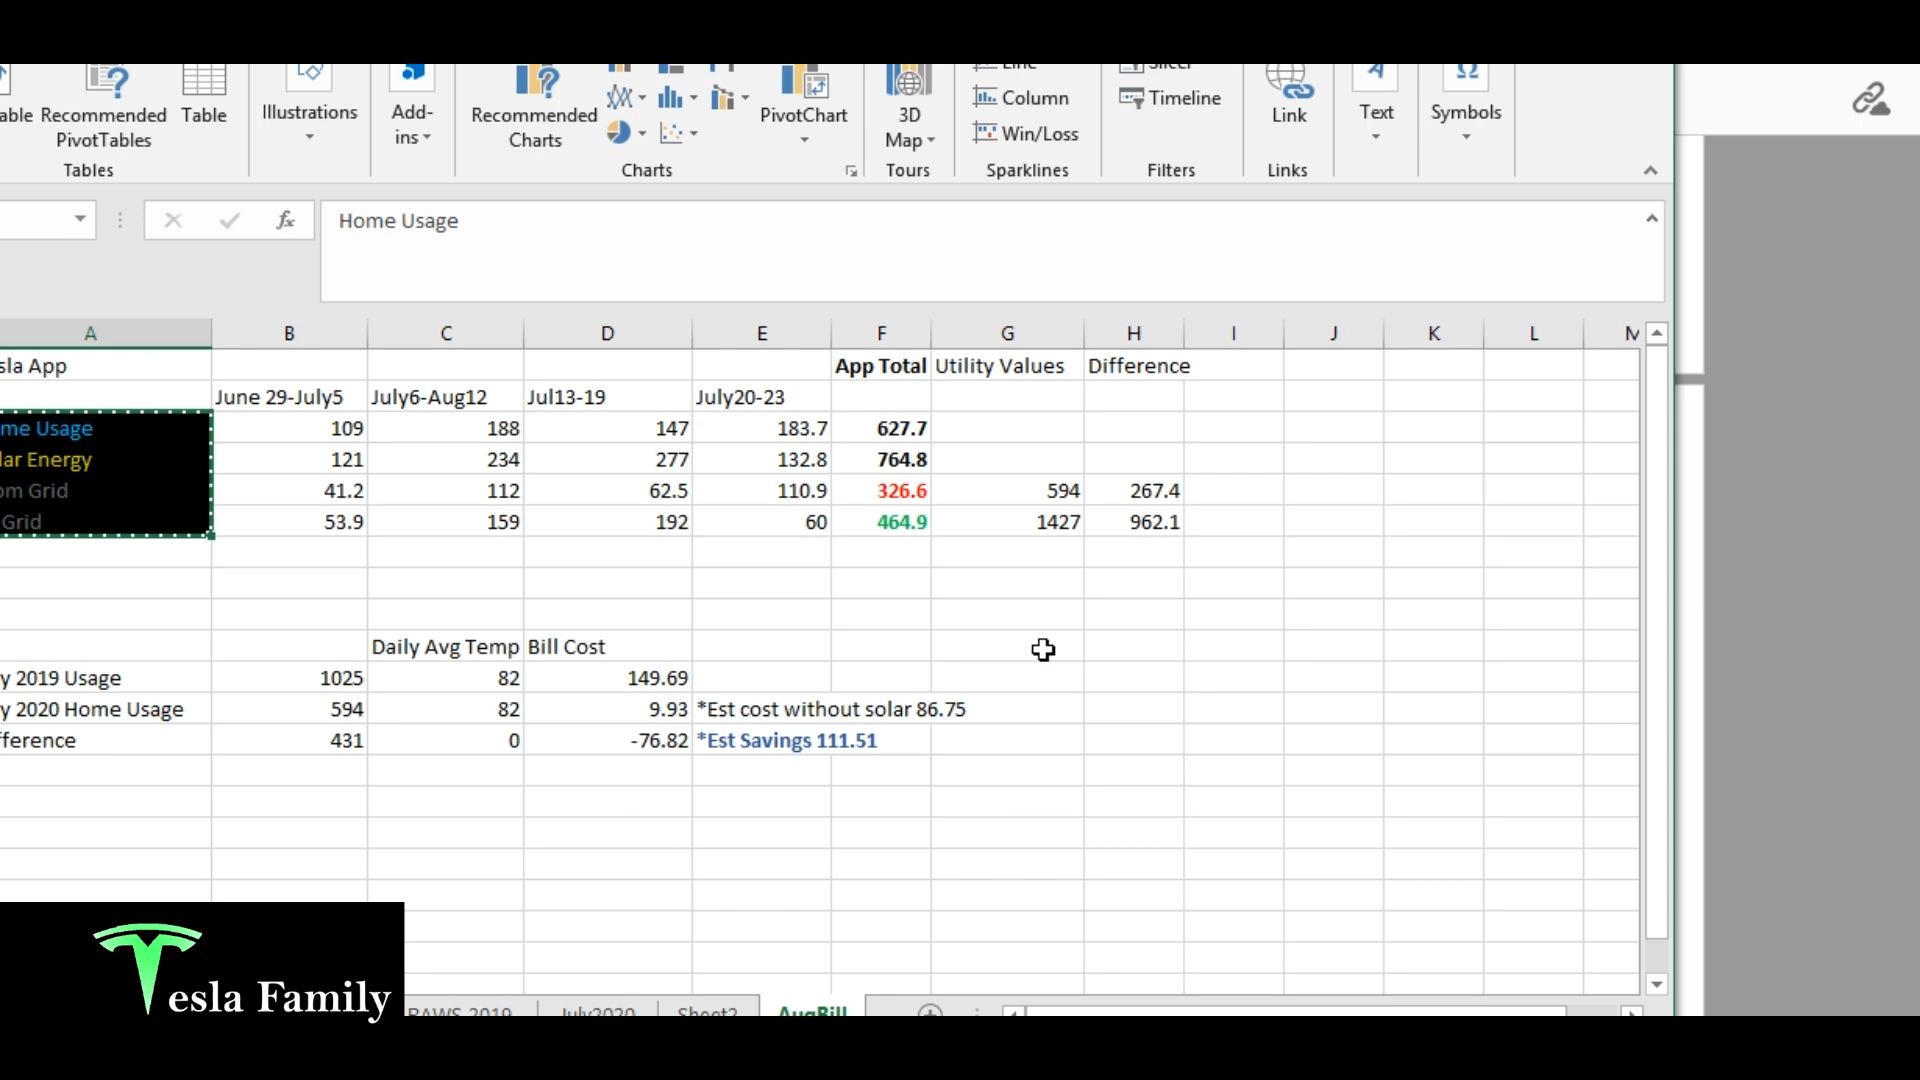 able Recommended PivotTables Table Illustrations Add-ins Recommended Charts PivotChart 3D Map Line Column Win/Loss Slicer Timeline Link Text Symbols
Tables Charts Tours Sparklines Filters Links
fx Home Usage
A B C D E F G H I J K L M
sla App App Total Utility Values Difference
June 29-July5 July6-Aug12 Jul13-19 July20-23
me Usage 109 188 147 183.7 627.7
lar Energy 121 234 277 132.8 764.8
om Grid 41.2 112 62.5 110.9 326.6 594 267.4
Grid 53.9 159 192 60 464.9 1427 962.1
Daily Avg Temp Bill Cost
y 2019 Usage 1025 82 149.69
y 2020 Home Usage 594 82 9.93 *Est cost without solar 86.75
fference 431 0 -76.82 *Est Savings 111.51
Tesla Family
RAWS 2019 July2020 Sheet2 AugBill